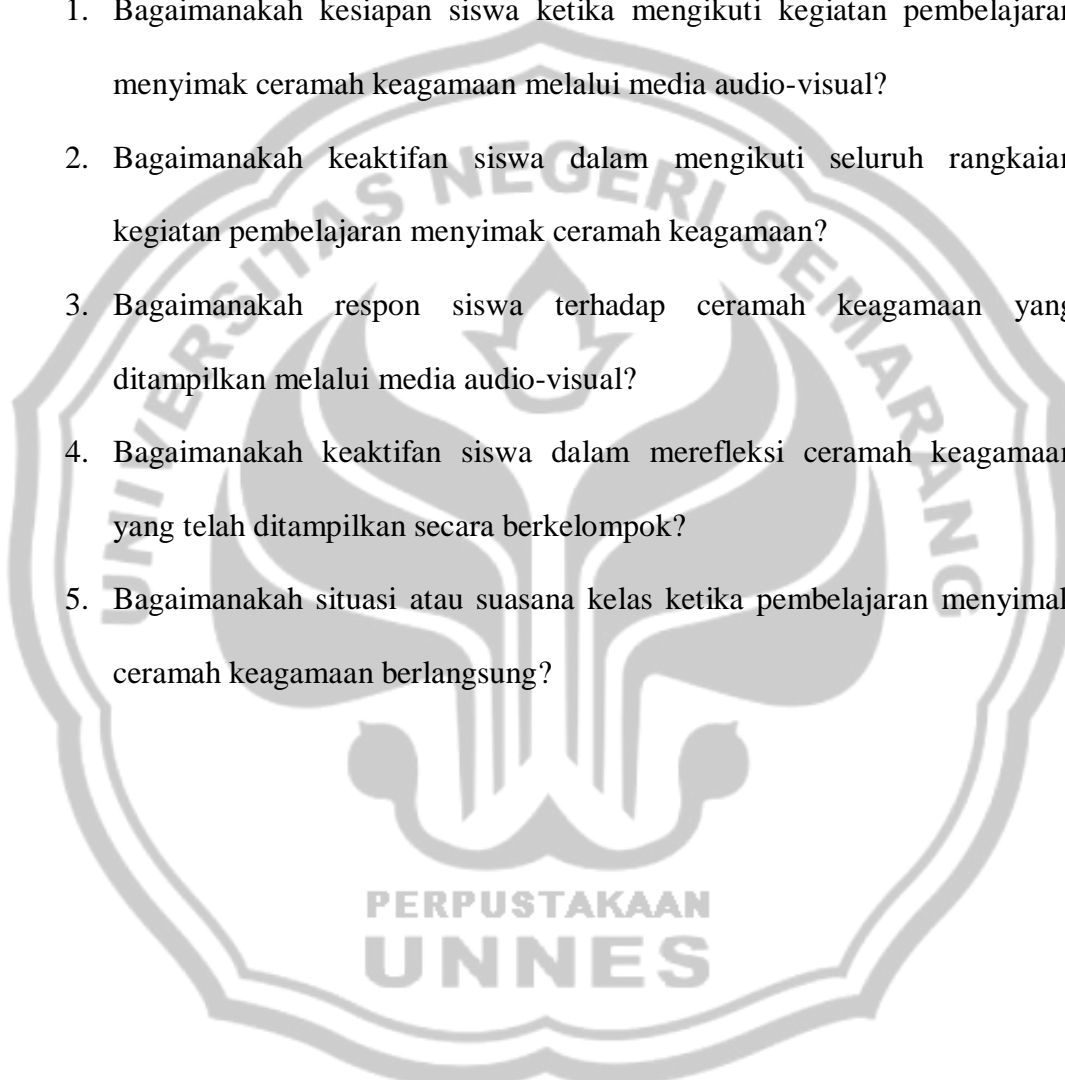 1. Bagaimanakah kesiapan siswa ketika mengikuti kegiatan pembelajaran
menyimak ceramah keagamaan melalui media audio-visual?
2. Bagaimanakah keaktifan siswa dalam mengikuti seluruh rangkaian
kegiatan pembelajaran menyimak ceramah keagamaan?
3. Bagaimanakah respon siswa terhadap ceramah keagamaan yang
ditampilkan melalui media audio-visual?
4. Bagaimanakah keaktifan siswa dalam merefleksi ceramah keagamaan
yang telah ditampilkan secara berkelompok?
5. Bagaimanakah situasi atau suasana kelas ketika pembelajaran menyimak
ceramah keagamaan berlangsung?
UNIVERSITAS NEGERI SEMARANG
PERPUSTAKAAN
UNNES